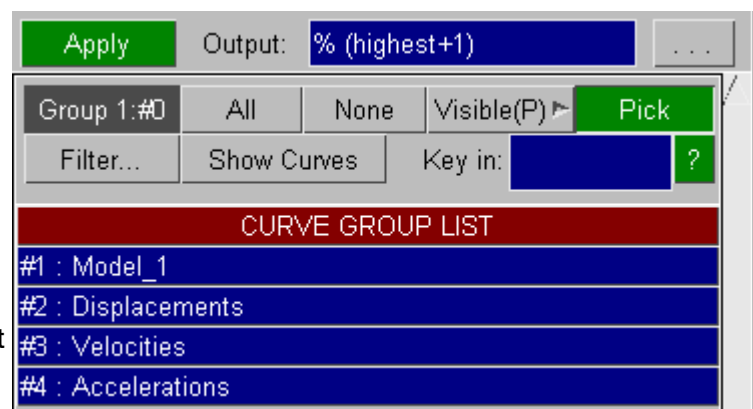 Apply Output: % (highest+1) ...
Group 1:#0 All None Visible(P) Pick
Filter... Show Curves Key in: ?
CURVE GROUP LIST
#1 : Model_1
#2 : Displacements
t #3 : Velocities
#4 : Accelerations